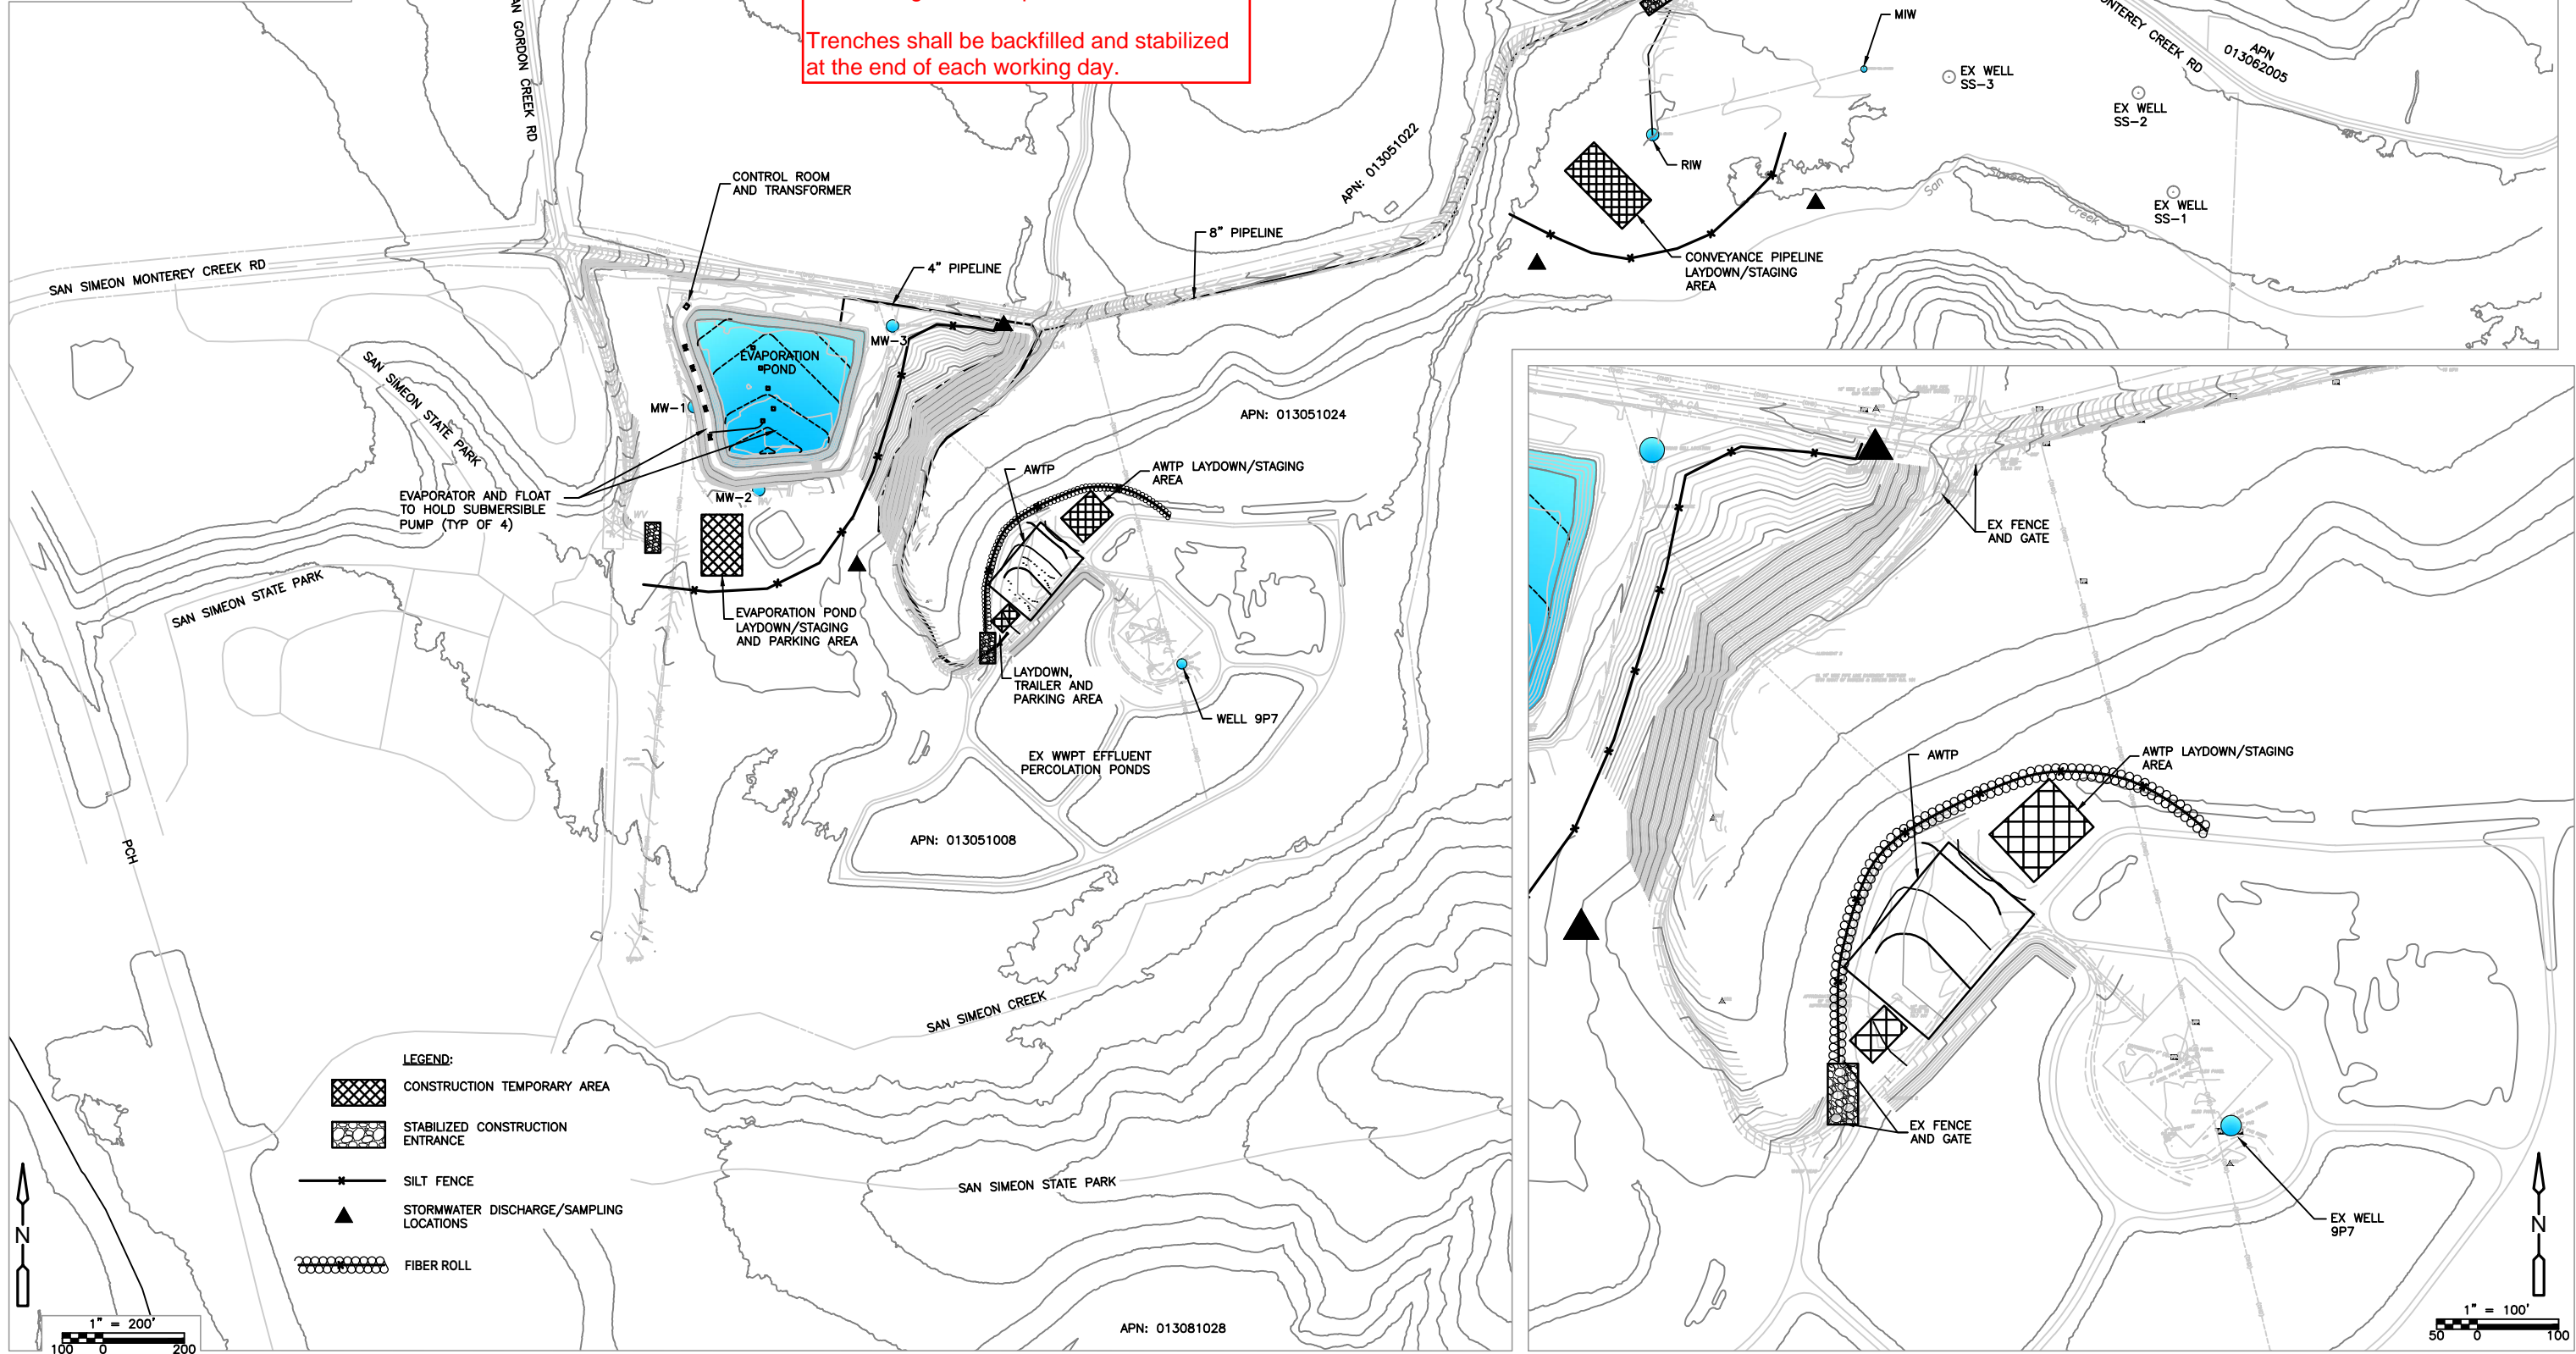 Trenches shall be backfilled and stabilized
at the end of each working day.
AN GORDON CREEK RD
MIW
EX WELL
SS-3
EX WELL
SS-2
MONTEREY CREEK RD
APN
013062005
CONTROL ROOM
AND TRANSFORMER
APN: 013051022
RIW
San
Simeon
Creek
EX WELL
SS-1
8" PIPELINE
4" PIPELINE
CONVEYANCE PIPELINE
LAYDOWN/STAGING
AREA
SAN SIMEON MONTEREY CREEK RD
EVAPORATION
POND
MW-3
MW-1
MW-2
SAN SIMEON STATE PARK
EVAPORATOR AND FLOAT
TO HOLD SUBMERSIBLE
PUMP (TYP OF 4)
WV
WV
GA
APN: 013051024
AWTP
AWTP LAYDOWN/STAGING
AREA
SAN SIMEON STATE PARK
EVAPORATION POND
LAYDOWN/STAGING
AND PARKING AREA
LAYDOWN,
TRAILER AND
PARKING AREA
WELL 9P7
EX WWPT EFFLUENT
PERCOLATION PONDS
APN: 013051008
PCH
SAN SIMEON CREEK
SAN SIMEON STATE PARK
APN: 013081028
LEGEND:
CONSTRUCTION TEMPORARY AREA
STABILIZED CONSTRUCTION
ENTRANCE
SILT FENCE
STORMWATER DISCHARGE/SAMPLING
LOCATIONS
FIBER ROLL
N
1" = 200'
100 0 200
EX FENCE
AND GATE
AWTP
AWTP LAYDOWN/STAGING
AREA
EX FENCE
AND GATE
EX WELL
9P7
N
1" = 100'
50 0 100